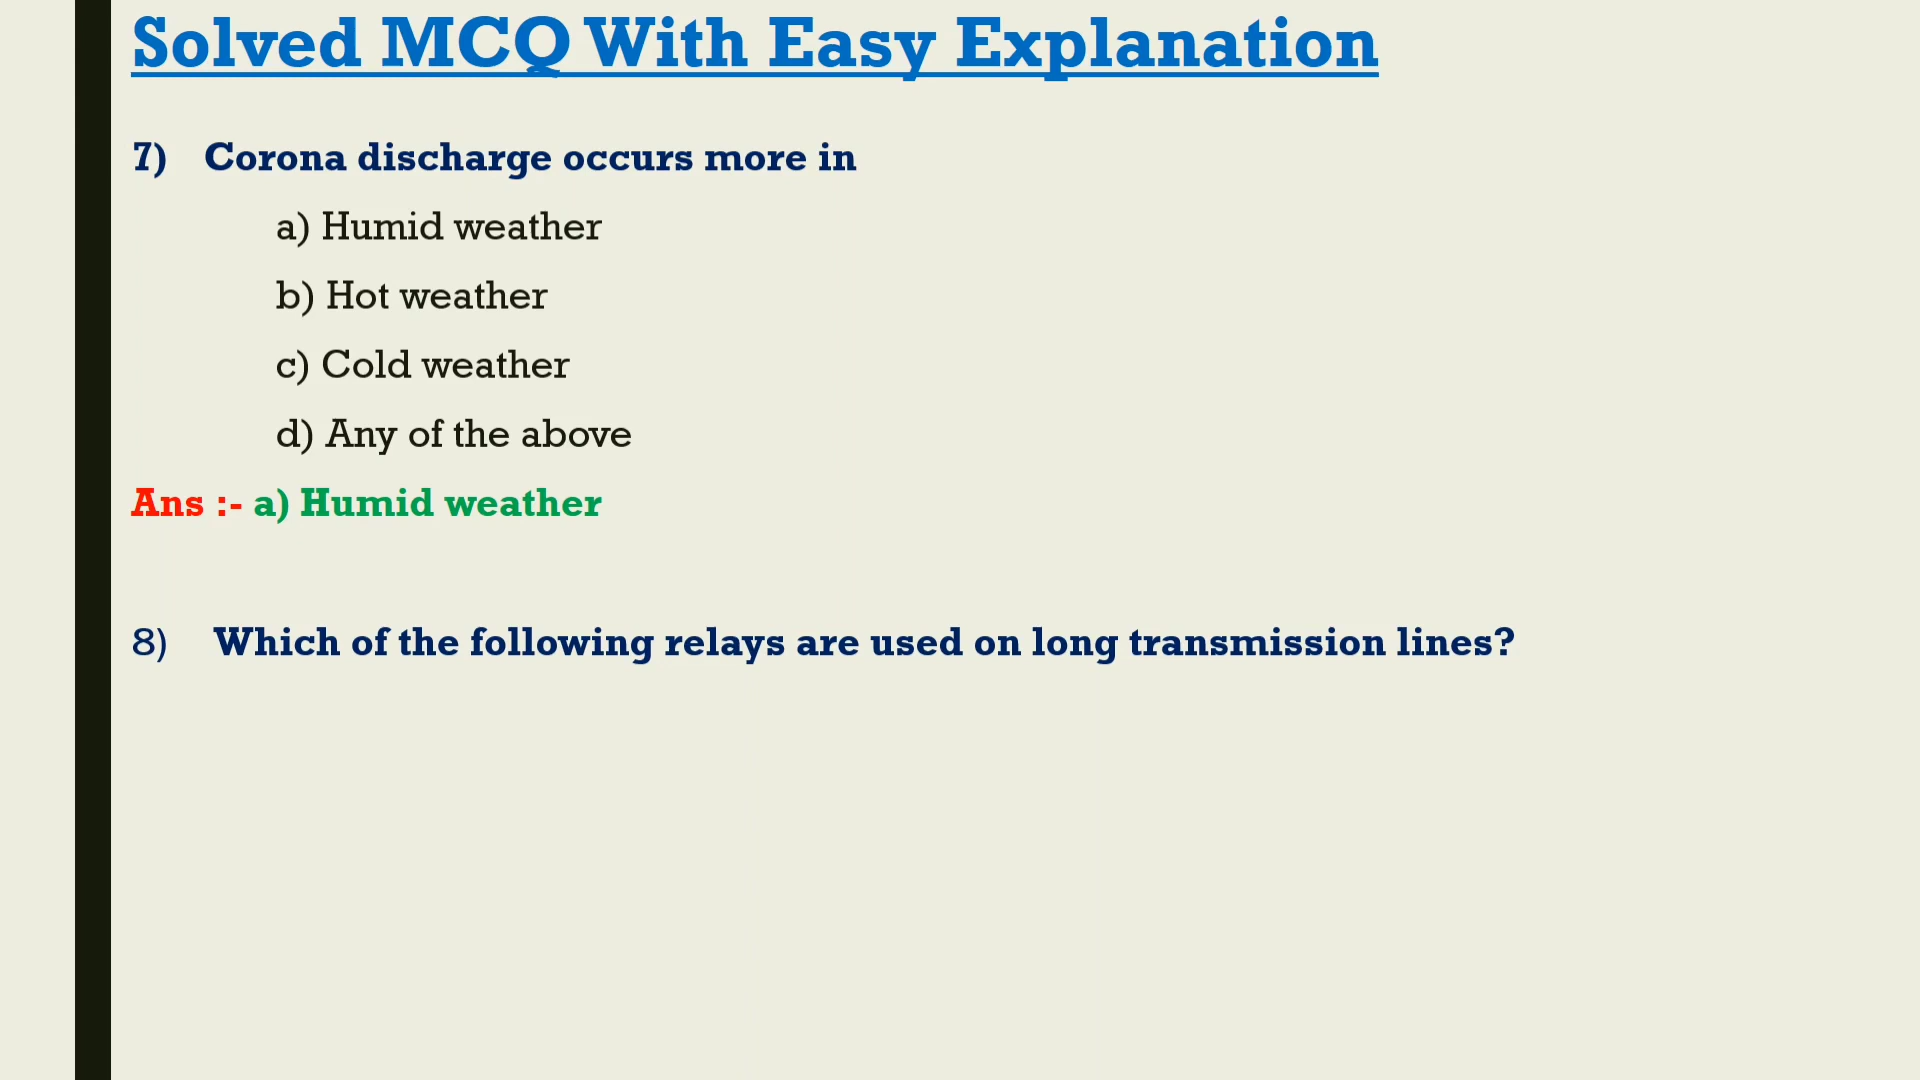 Solved MCQ With Easy Explanation
7) Corona discharge occurs more in
a) Humid weather
b) Hot weather
c) Cold weather
d) Any of the above
Ans :- a) Humid weather
8) Which of the following relays are used on long transmission lines?